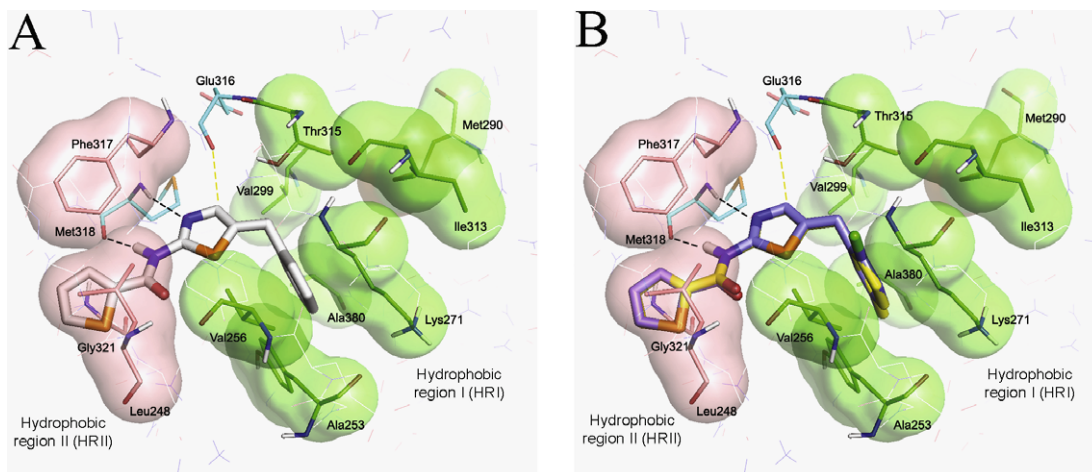 A
Glu316
Met290
Phe317
Thr315
Val299
Met318
Ile313
Ala380
Lys271
Val256
Gly321
Leu248
Ala253
Hydrophobic
region I (HRI)
Hydrophobic
region II (HRII)
B
Glu316
Met290
Phe317
Thr315
Val299
Met318
Ile313
Ala380
Lys271
Val256
Gly321
Leu248
Ala253
Hydrophobic
region I (HRI)
Hydrophobic
region II (HRII)